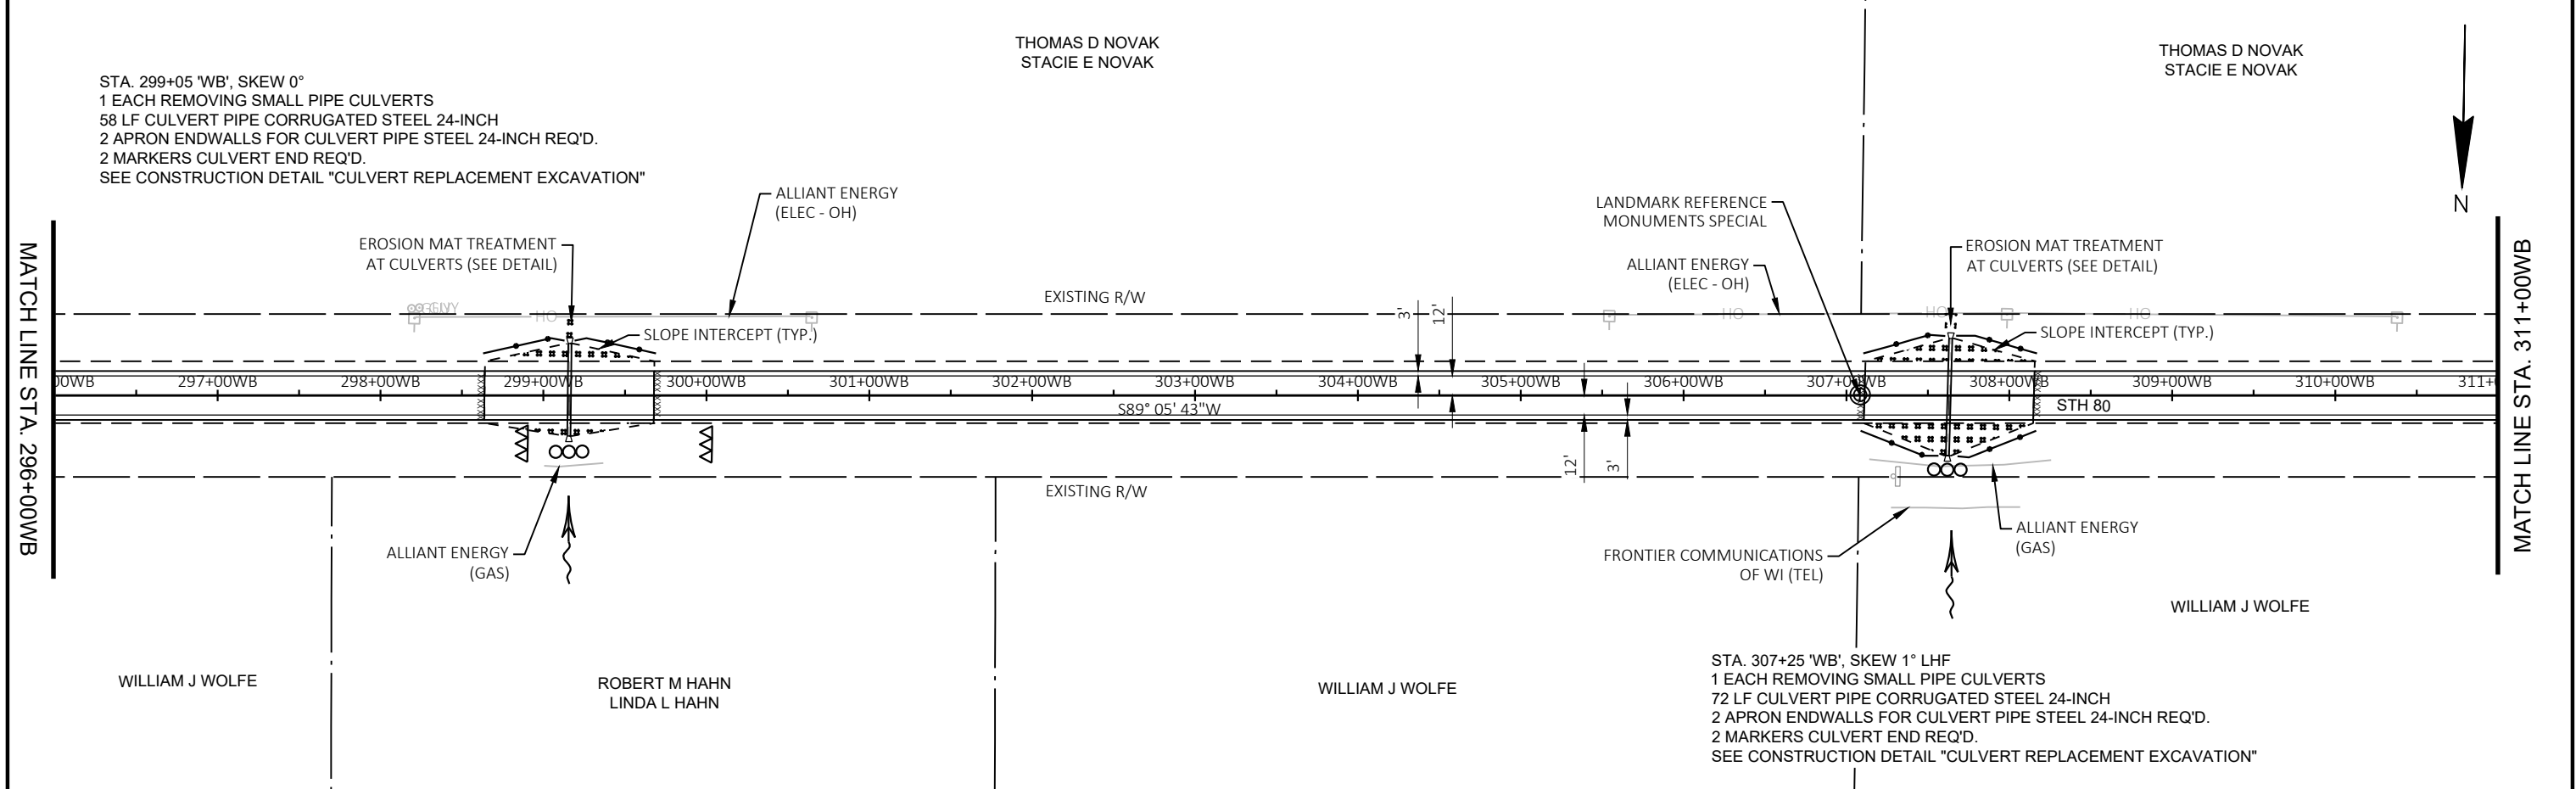 THOMAS D NOVAK
STACIE E NOVAK
THOMAS D NOVAK
STACIE E NOVAK
STA. 299+05 'WB', SKEW 0°
1 EACH REMOVING SMALL PIPE CULVERTS
58 LF CULVERT PIPE CORRUGATED STEEL 24-INCH
2 APRON ENDWALLS FOR CULVERT PIPE STEEL 24-INCH REQ'D.
2 MARKERS CULVERT END REQ'D.
SEE CONSTRUCTION DETAIL "CULVERT REPLACEMENT EXCAVATION"
N
MATCH LINE STA. 296+00WB
ALLIANT ENERGY
(ELEC - OH)
EROSION MAT TREATMENT
AT CULVERTS (SEE DETAIL)
LANDMARK REFERENCE
MONUMENTS SPECIAL
ALLIANT ENERGY
(ELEC - OH)
EROSION MAT TREATMENT
AT CULVERTS (SEE DETAIL)
MATCH LINE STA. 311+00WB
EXISTING R/W
OH
OH
OH
OH
3'
12'
SLOPE INTERCEPT (TYP.)
SLOPE INTERCEPT (TYP.)
00WB
297+00WB
298+00WB
299+00WB
300+00WB
301+00WB
302+00WB
303+00WB
304+00WB
305+00WB
306+00WB
307+00WB
308+00WB
309+00WB
310+00WB
311+
S89° 05' 43"W
STH 80
12'
3'
EXISTING R/W
ALLIANT ENERGY
(GAS)
FRONTIER COMMUNICATIONS
OF WI (TEL)
ALLIANT ENERGY
(GAS)
WILLIAM J WOLFE
ROBERT M HAHN
LINDA L HAHN
WILLIAM J WOLFE
WILLIAM J WOLFE
STA. 307+25 'WB', SKEW 1° LHF
1 EACH REMOVING SMALL PIPE CULVERTS
72 LF CULVERT PIPE CORRUGATED STEEL 24-INCH
2 APRON ENDWALLS FOR CULVERT PIPE STEEL 24-INCH REQ'D.
2 MARKERS CULVERT END REQ'D.
SEE CONSTRUCTION DETAIL "CULVERT REPLACEMENT EXCAVATION"